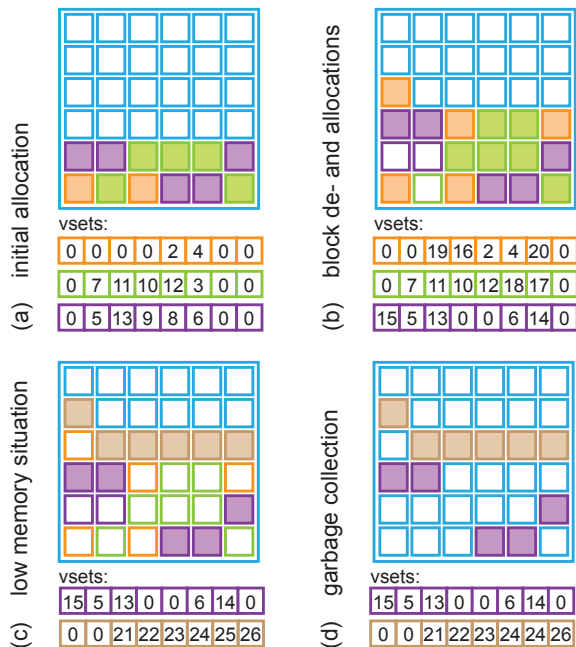 (a) initial allocation
vsets:
0 0 0 0 2 4 0 0
0 7 11 10 12 3 0 0
0 5 13 9 8 6 0 0
(b) block de- and allocations
vsets:
0 0 19 16 2 4 20 0
0 7 11 10 12 18 17 0
15 5 13 0 0 6 14 0
(c) low memory situation
vsets:
15 5 13 0 0 6 14 0
0 0 21 22 23 24 25 26
(d) garbage collection
vsets:
15 5 13 0 0 6 14 0
0 0 21 22 23 24 24 26